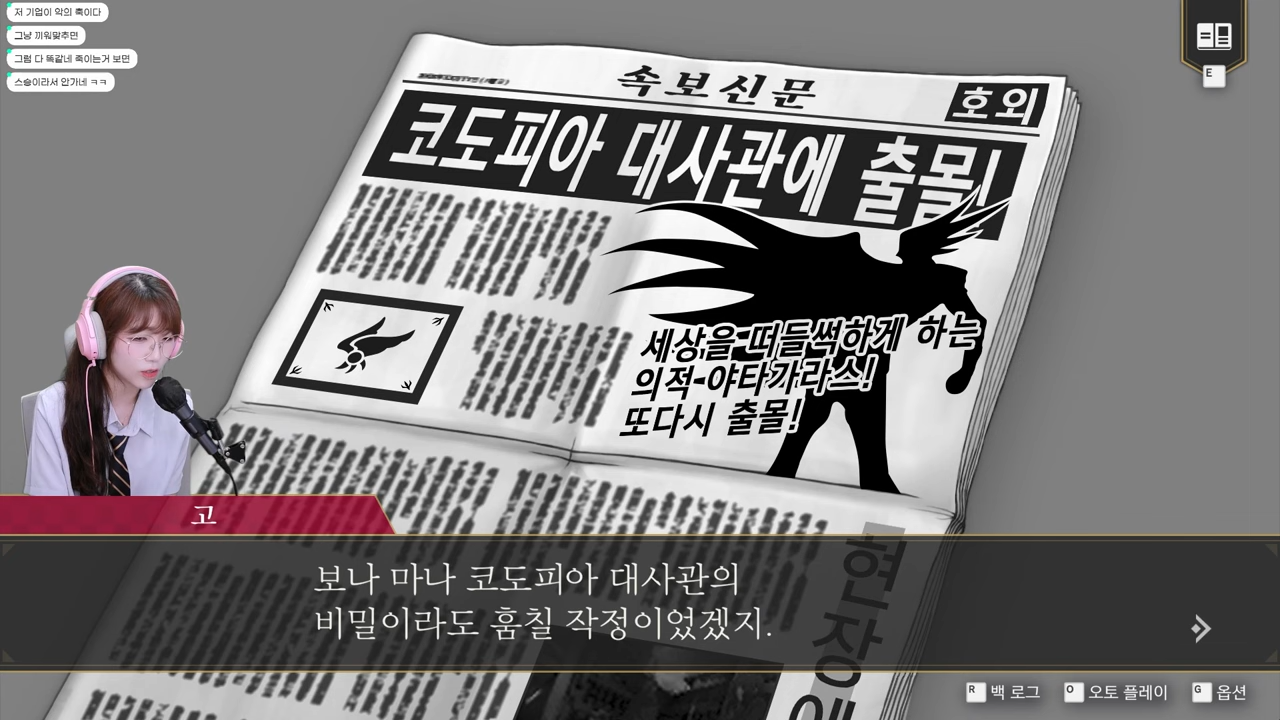 저 기업이 악의 축이다
그냥 끼워맞추면
그럼 다 똑같네 죽이는거 보면
스승이라서 안가네 ㅋㅋ
E
속보신문
호외
코도피아 대사관에 출몰!
세상을 떠들썩하게 하는
의적-야타가라스!
또다시 출몰!
현장에
고
보나 마나 코도피아 대사관의
비밀이라도 훔칠 작정이었겠지.
R 백 로그
O 오토 플레이
G 옵션